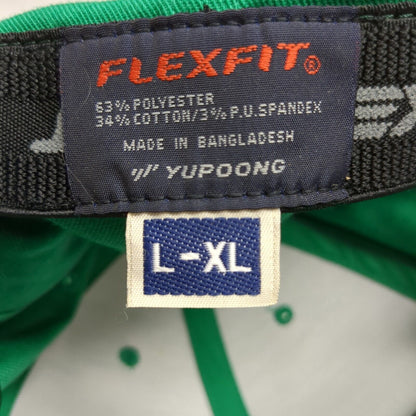 FLEXFIT®
63% POLYESTER
34% COTTON/3% P.U.SPANDEX
MADE IN BANGLADESH
YUPOONG
L-XL